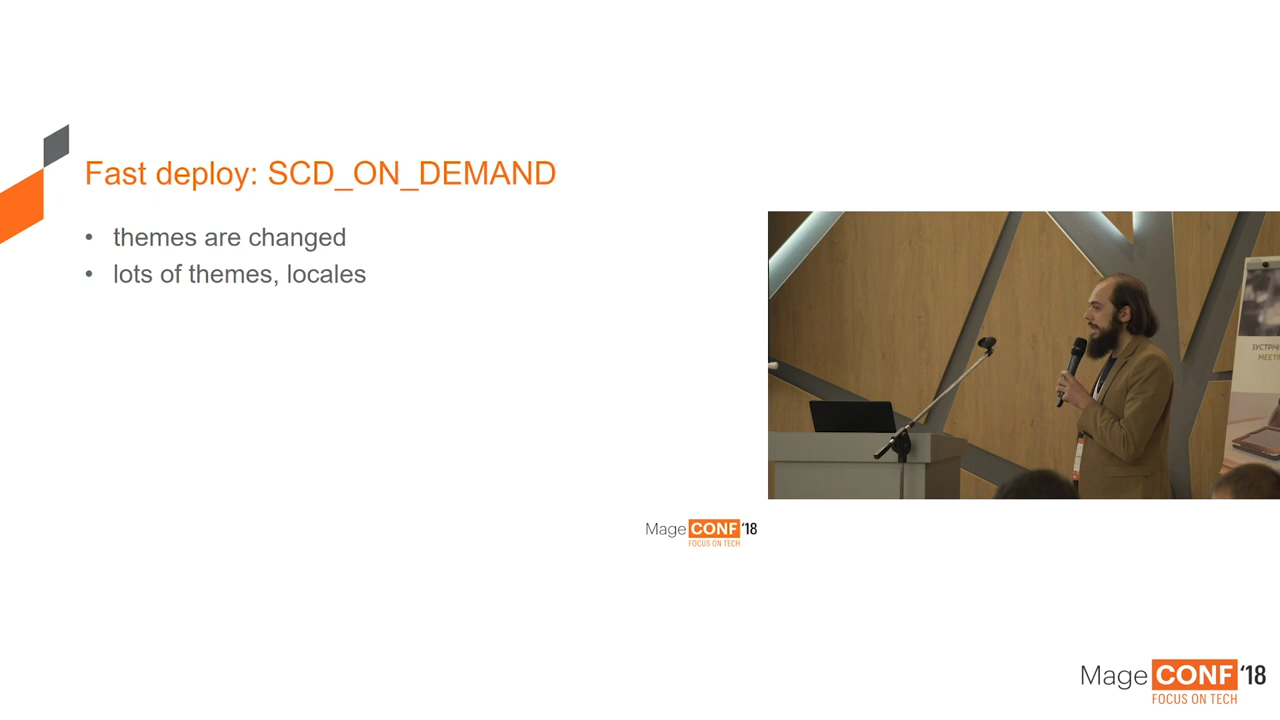 Fast deploy: SCD_ON_DEMAND
• themes are changed
• lots of themes, locales
MageCONF'18
FOCUS ON TECH
MageCONF'18
FOCUS ON TECH